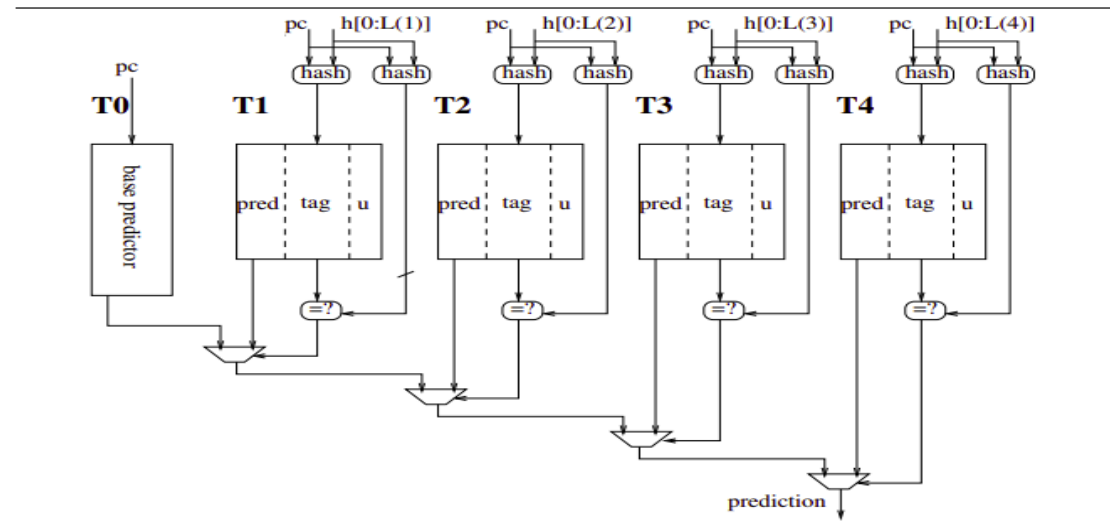 pc h[0:L(1)] pc h[0:L(2)] pc h[0:L(3)] pc h[0:L(4)]
pc hash hash hash hash hash hash hash hash
T0 T1 T2 T3 T4
base predictor
pred tag u pred tag u pred tag u pred tag u
=? =? =? =?
prediction